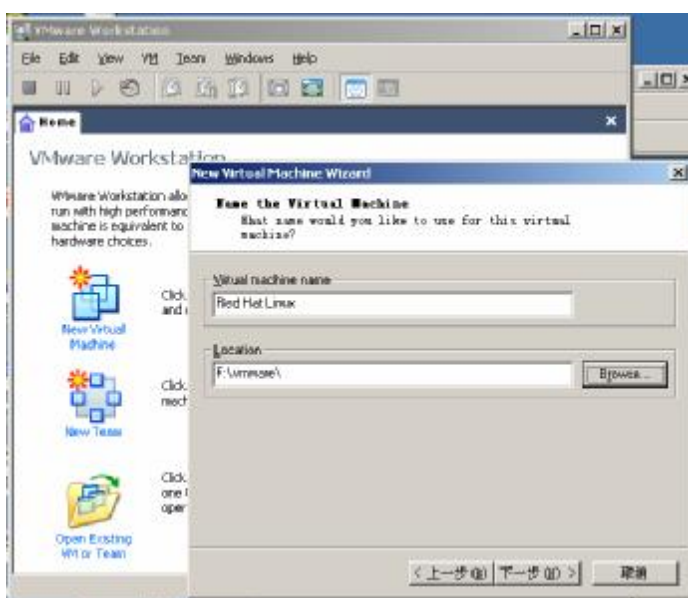 VMware Workstation
File Edit View VM Team Windows Help
Home
VMware Workstation
VMware Workstation allo
run with high performanc
machine is equivalent to
hardware choices.
New Virtual
Machine
Click
and
New Team
Click
mach
Open Existing
VM or Team
Click
one
oper
New Virtual Machine Wizard
Name the Virtual Machine
What name would you like to use for this virtual
machine?
Virtual machine name
Red Hat Linux
Location
F:\vmware\
Browse...
< 上一步(B)
下一步(N) >
取消